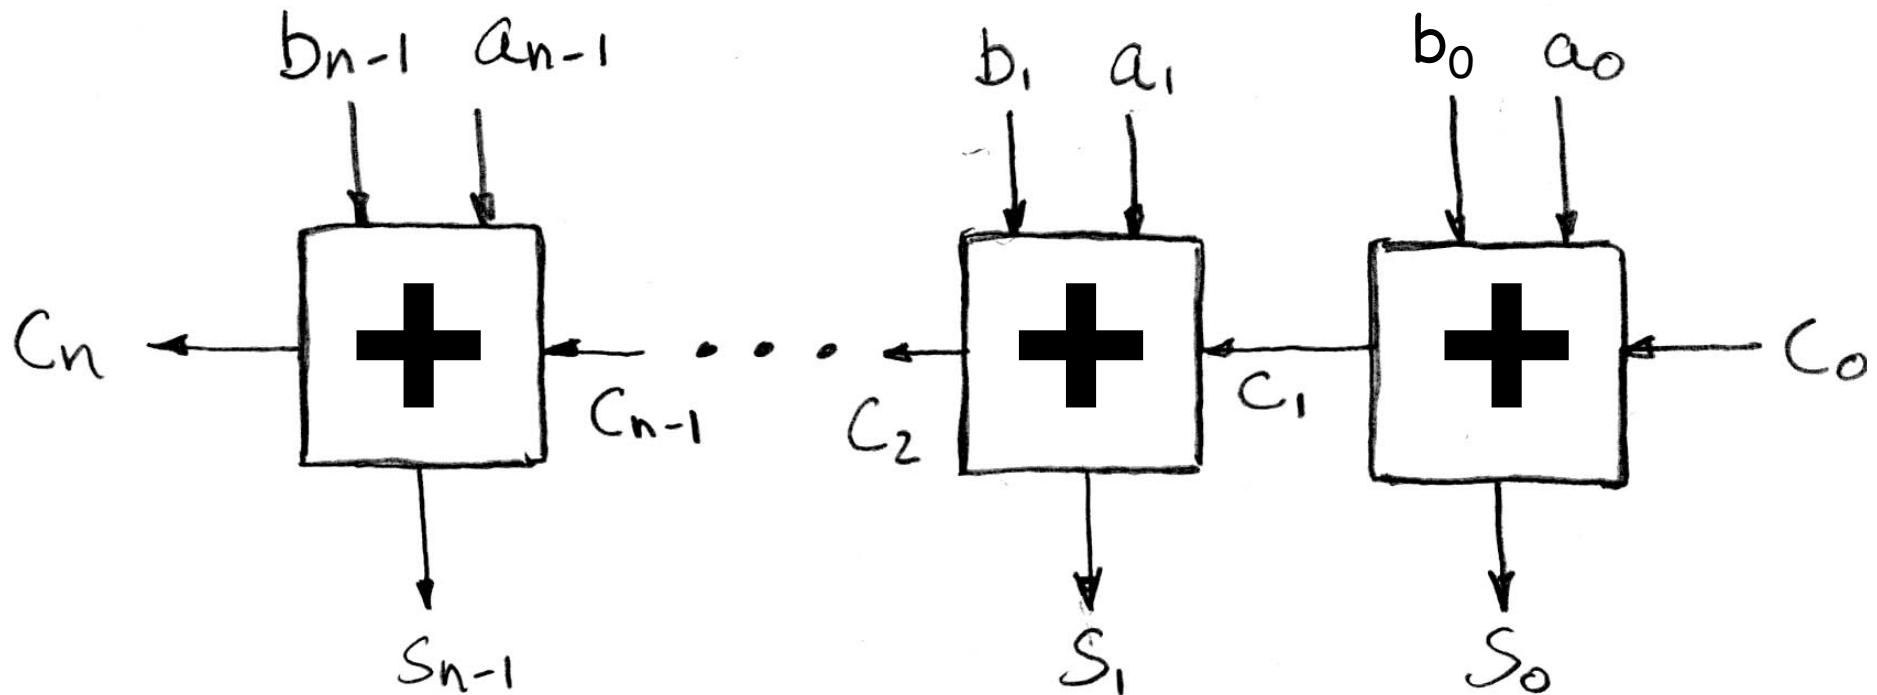 bn-1 an-1 b1 a1 b0 a0
+ + +
Cn Cn-1 C2 C1 C0
Sn-1 S1 S0